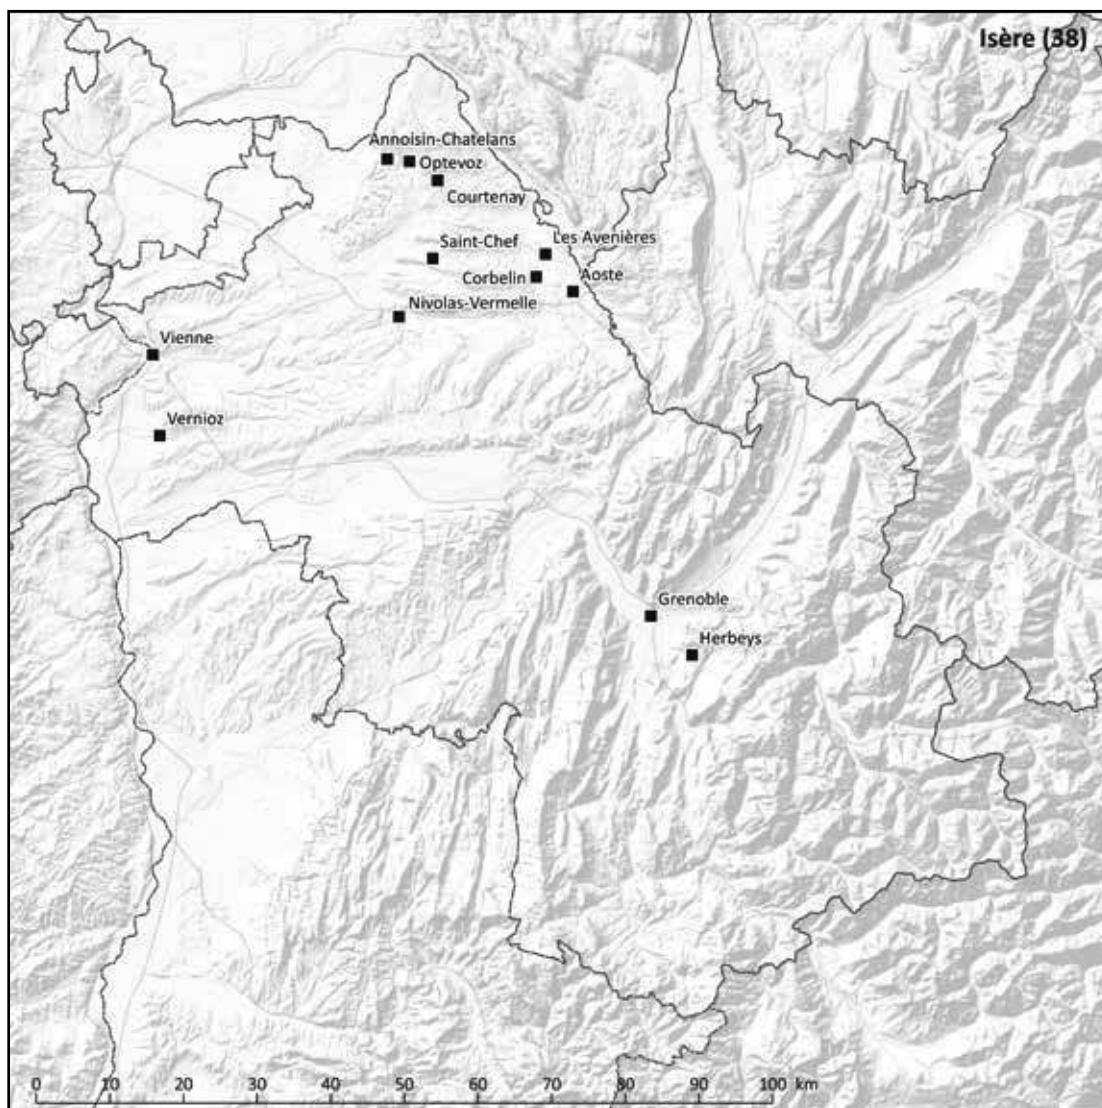 Isère (38)
Annoisin-Chatelans
Optevoz
Courtenay
Saint-Chef
Les Avenières
Corbelin
Aoste
Nivolas-Vermelle
Vienne
Vernioz
Grenoble
Herbeys
0 10 20 30 40 50 60 70 80 90 100 km